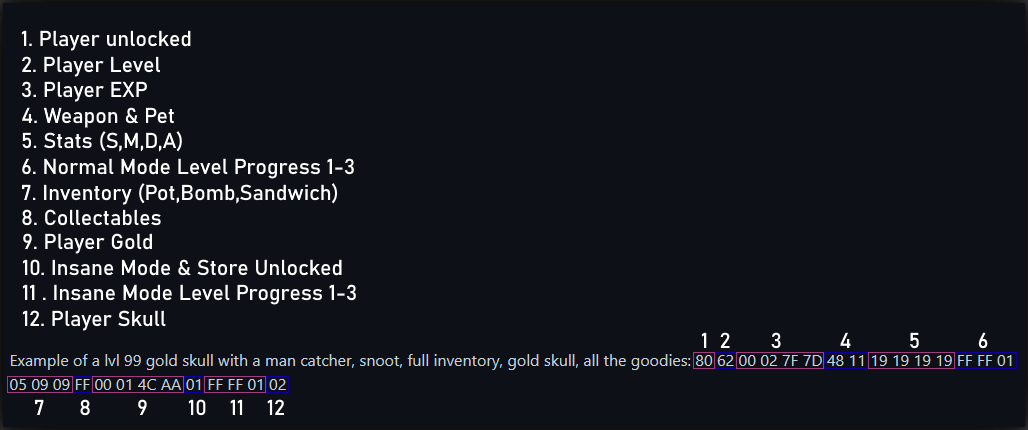 1. Player unlocked
2. Player Level
3. Player EXP
4. Weapon & Pet
5. Stats (S,M,D,A)
6. Normal Mode Level Progress 1-3
7. Inventory (Pot,Bomb,Sandwich)
8. Collectables
9. Player Gold
10. Insane Mode & Store Unlocked
11 . Insane Mode Level Progress 1-3
12. Player Skull
1 2 3 4 5 6
Example of a lvl 99 gold skull with a man catcher, snoot, full inventory, gold skull, all the goodies: 80 62 00 02 7F 7D 48 11 19 19 19 19 FF FF 01
05 09 09 FF 00 01 4C AA 01 FF FF 01 02
7 8 9 10 11 12